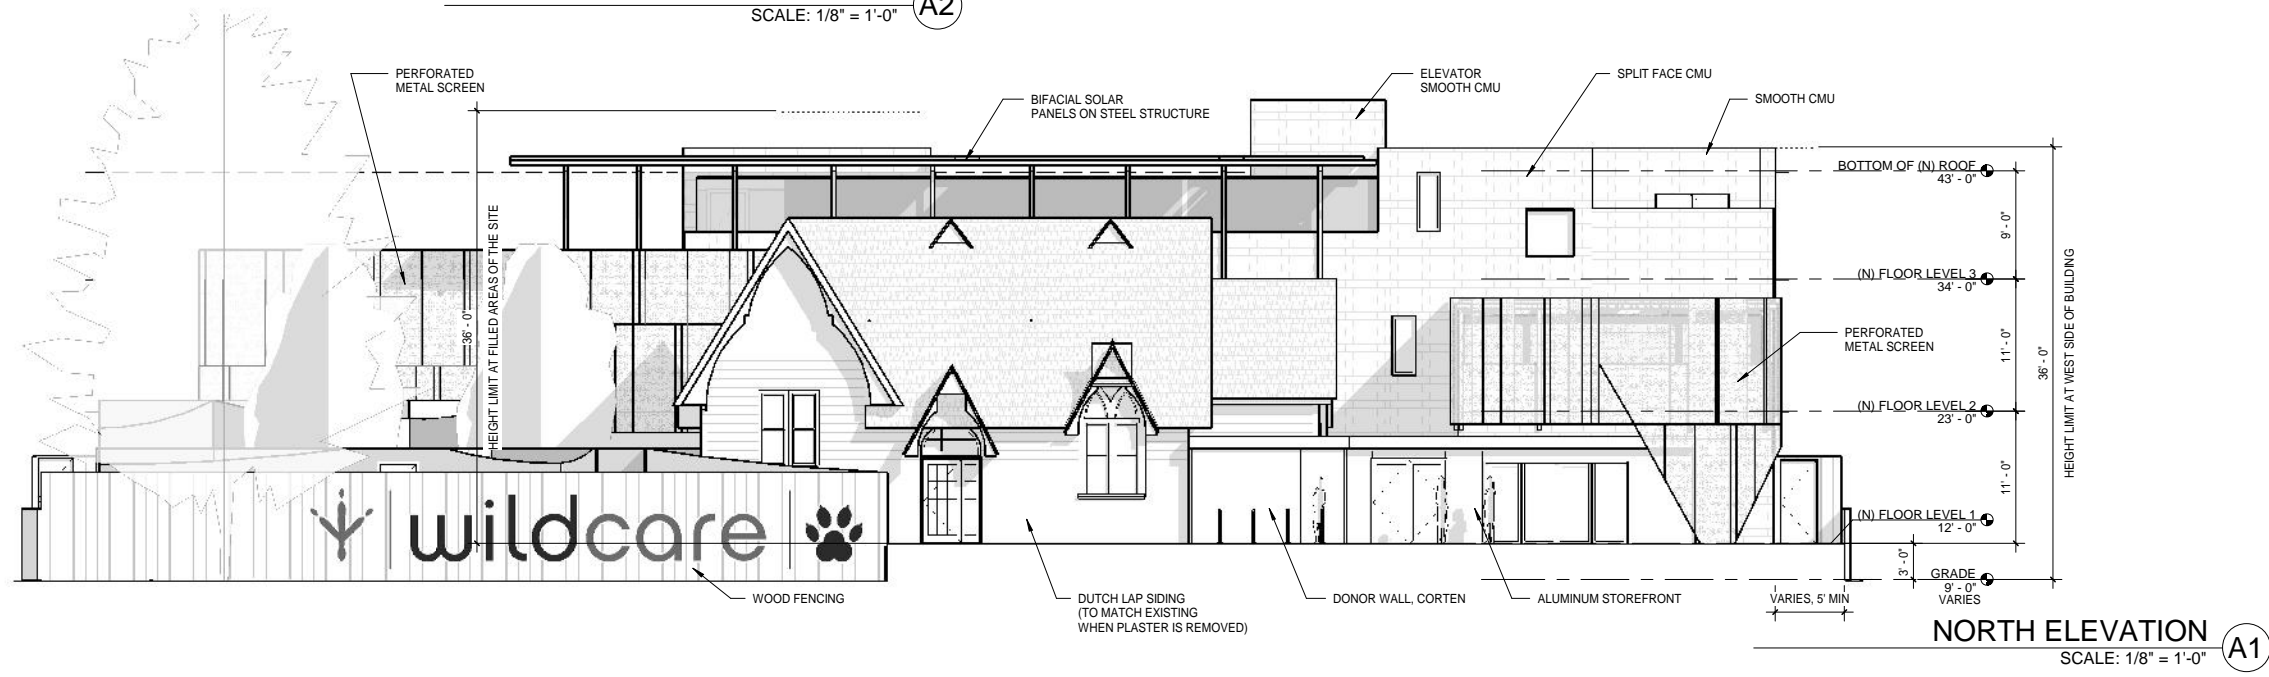 A2
SCALE: 1/8" = 1'-0"
PERFORATED
METAL SCREEN
BIFACIAL SOLAR
PANELS ON STEEL STRUCTURE
ELEVATOR
SMOOTH CMU
SPLIT FACE CMU
SMOOTH CMU
BOTTOM OF (N) ROOF
43' - 0"
9' - 0"
(N) FLOOR LEVEL 3
34' - 0"
11' - 0"
(N) FLOOR LEVEL 2
23' - 0"
11' - 0"
(N) FLOOR LEVEL 1
12' - 0"
3' - 0"
GRADE
9' - 0"
VARIES
36' - 0"
HEIGHT LIMIT AT WEST SIDE OF BUILDING
36' - 0"
HEIGHT LIMIT AT FILLED AREAS OF THE SITE
PERFORATED
METAL SCREEN
wildcare
WOOD FENCING
DUTCH LAP SIDING
(TO MATCH EXISTING
WHEN PLASTER IS REMOVED)
DONOR WALL, CORTEN
ALUMINUM STOREFRONT
VARIES, 5' MIN
NORTH ELEVATION
A1
SCALE: 1/8" = 1'-0"